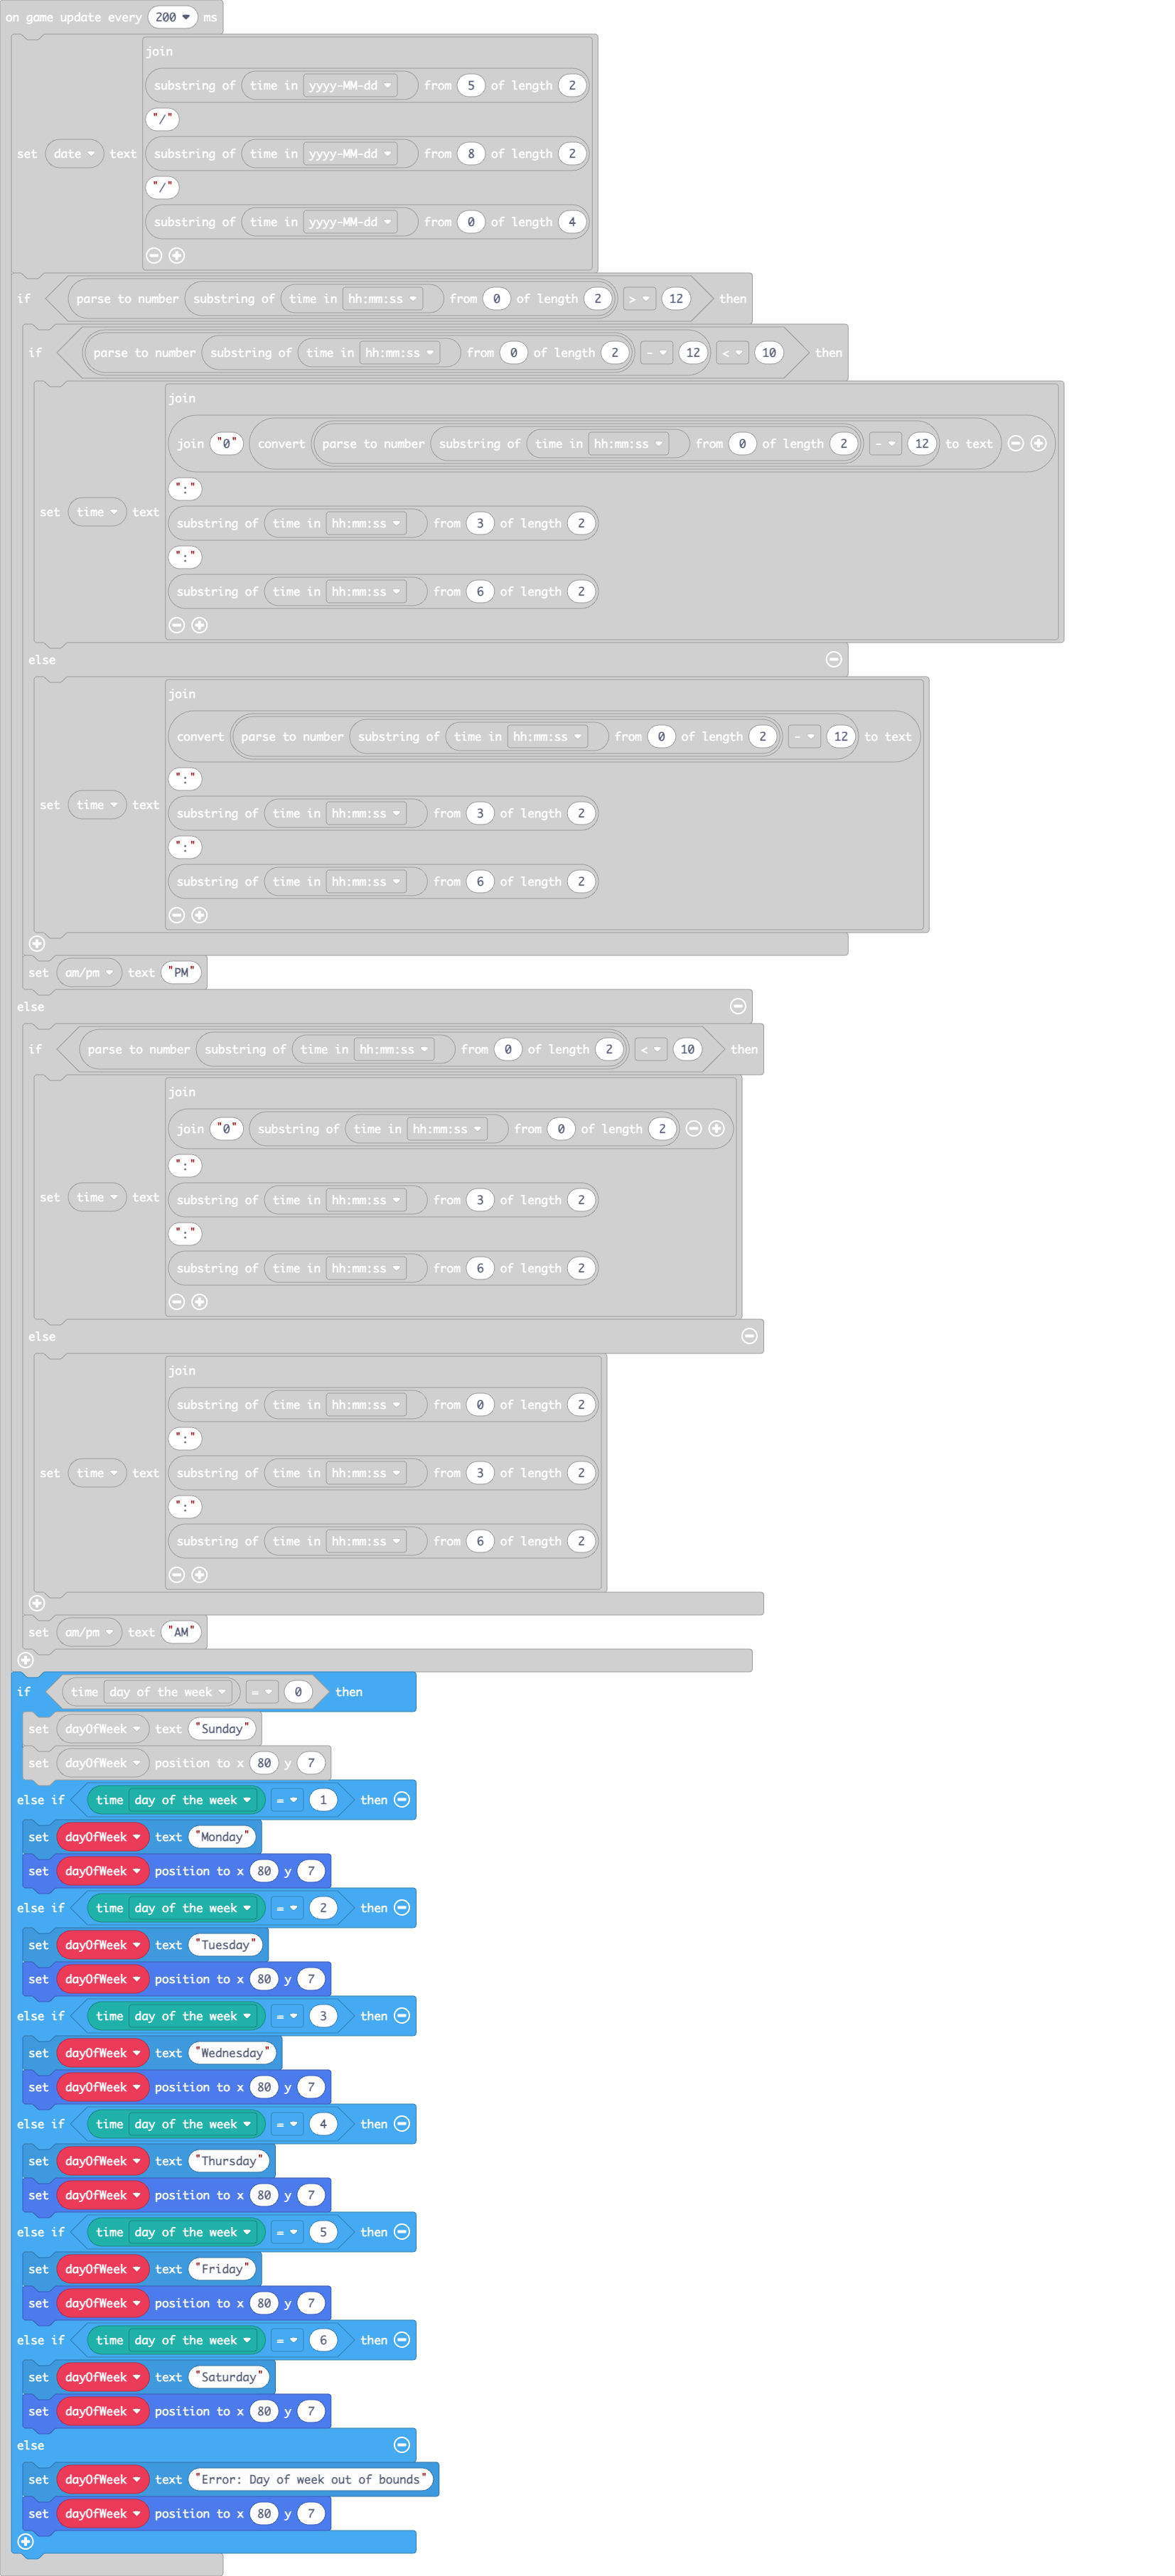 on game update every 200 ms
join
substring of time in yyyy-MM-dd from 5 of length 2
"/"
set date text substring of time in yyyy-MM-dd from 8 of length 2
"/"
substring of time in yyyy-MM-dd from 0 of length 4
if parse to number substring of time in hh:mm:ss from 0 of length 2 > 12 then
if parse to number substring of time in hh:mm:ss from 0 of length 2 - 12 < 10 then
join
join "0" convert parse to number substring of time in hh:mm:ss from 0 of length 2 - 12 to text
":"
set time text
substring of time in hh:mm:ss from 3 of length 2
":"
substring of time in hh:mm:ss from 6 of length 2
else
join
convert parse to number substring of time in hh:mm:ss from 0 of length 2 - 12 to text
":"
set time text
substring of time in hh:mm:ss from 3 of length 2
":"
substring of time in hh:mm:ss from 6 of length 2
set am/pm text "PM"
else
if parse to number substring of time in hh:mm:ss from 0 of length 2 < 10 then
join
join "0" substring of time in hh:mm:ss from 0 of length 2
":"
set time text substring of time in hh:mm:ss from 3 of length 2
":"
substring of time in hh:mm:ss from 6 of length 2
else
join
substring of time in hh:mm:ss from 0 of length 2
":"
set time text substring of time in hh:mm:ss from 3 of length 2
":"
substring of time in hh:mm:ss from 6 of length 2
set am/pm text "AM"
if time day of the week = 0 then
set dayOfWeek text "Sunday"
set dayOfWeek position to x 80 y 7
else if time day of the week = 1 then
set dayOfWeek text "Monday"
set dayOfWeek position to x 80 y 7
else if time day of the week = 2 then
set dayOfWeek text "Tuesday"
set dayOfWeek position to x 80 y 7
else if time day of the week = 3 then
set dayOfWeek text "Wednesday"
set dayOfWeek position to x 80 y 7
else if time day of the week = 4 then
set dayOfWeek text "Thursday"
set dayOfWeek position to x 80 y 7
else if time day of the week = 5 then
set dayOfWeek text "Friday"
set dayOfWeek position to x 80 y 7
else if time day of the week = 6 then
set dayOfWeek text "Saturday"
set dayOfWeek position to x 80 y 7
else
set dayOfWeek text "Error: Day of week out of bounds"
set dayOfWeek position to x 80 y 7